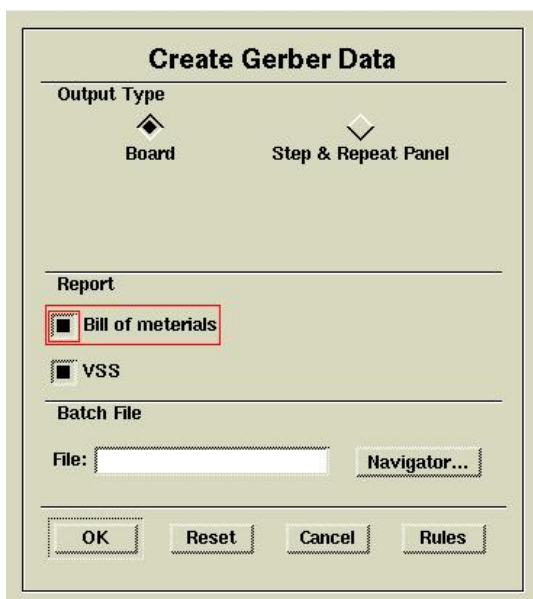 Create Gerber Data
Output Type
Board Step & Repeat Panel
Report
Bill of meterials
VSS
Batch File
File: Navigator...
OK Reset Cancel Rules